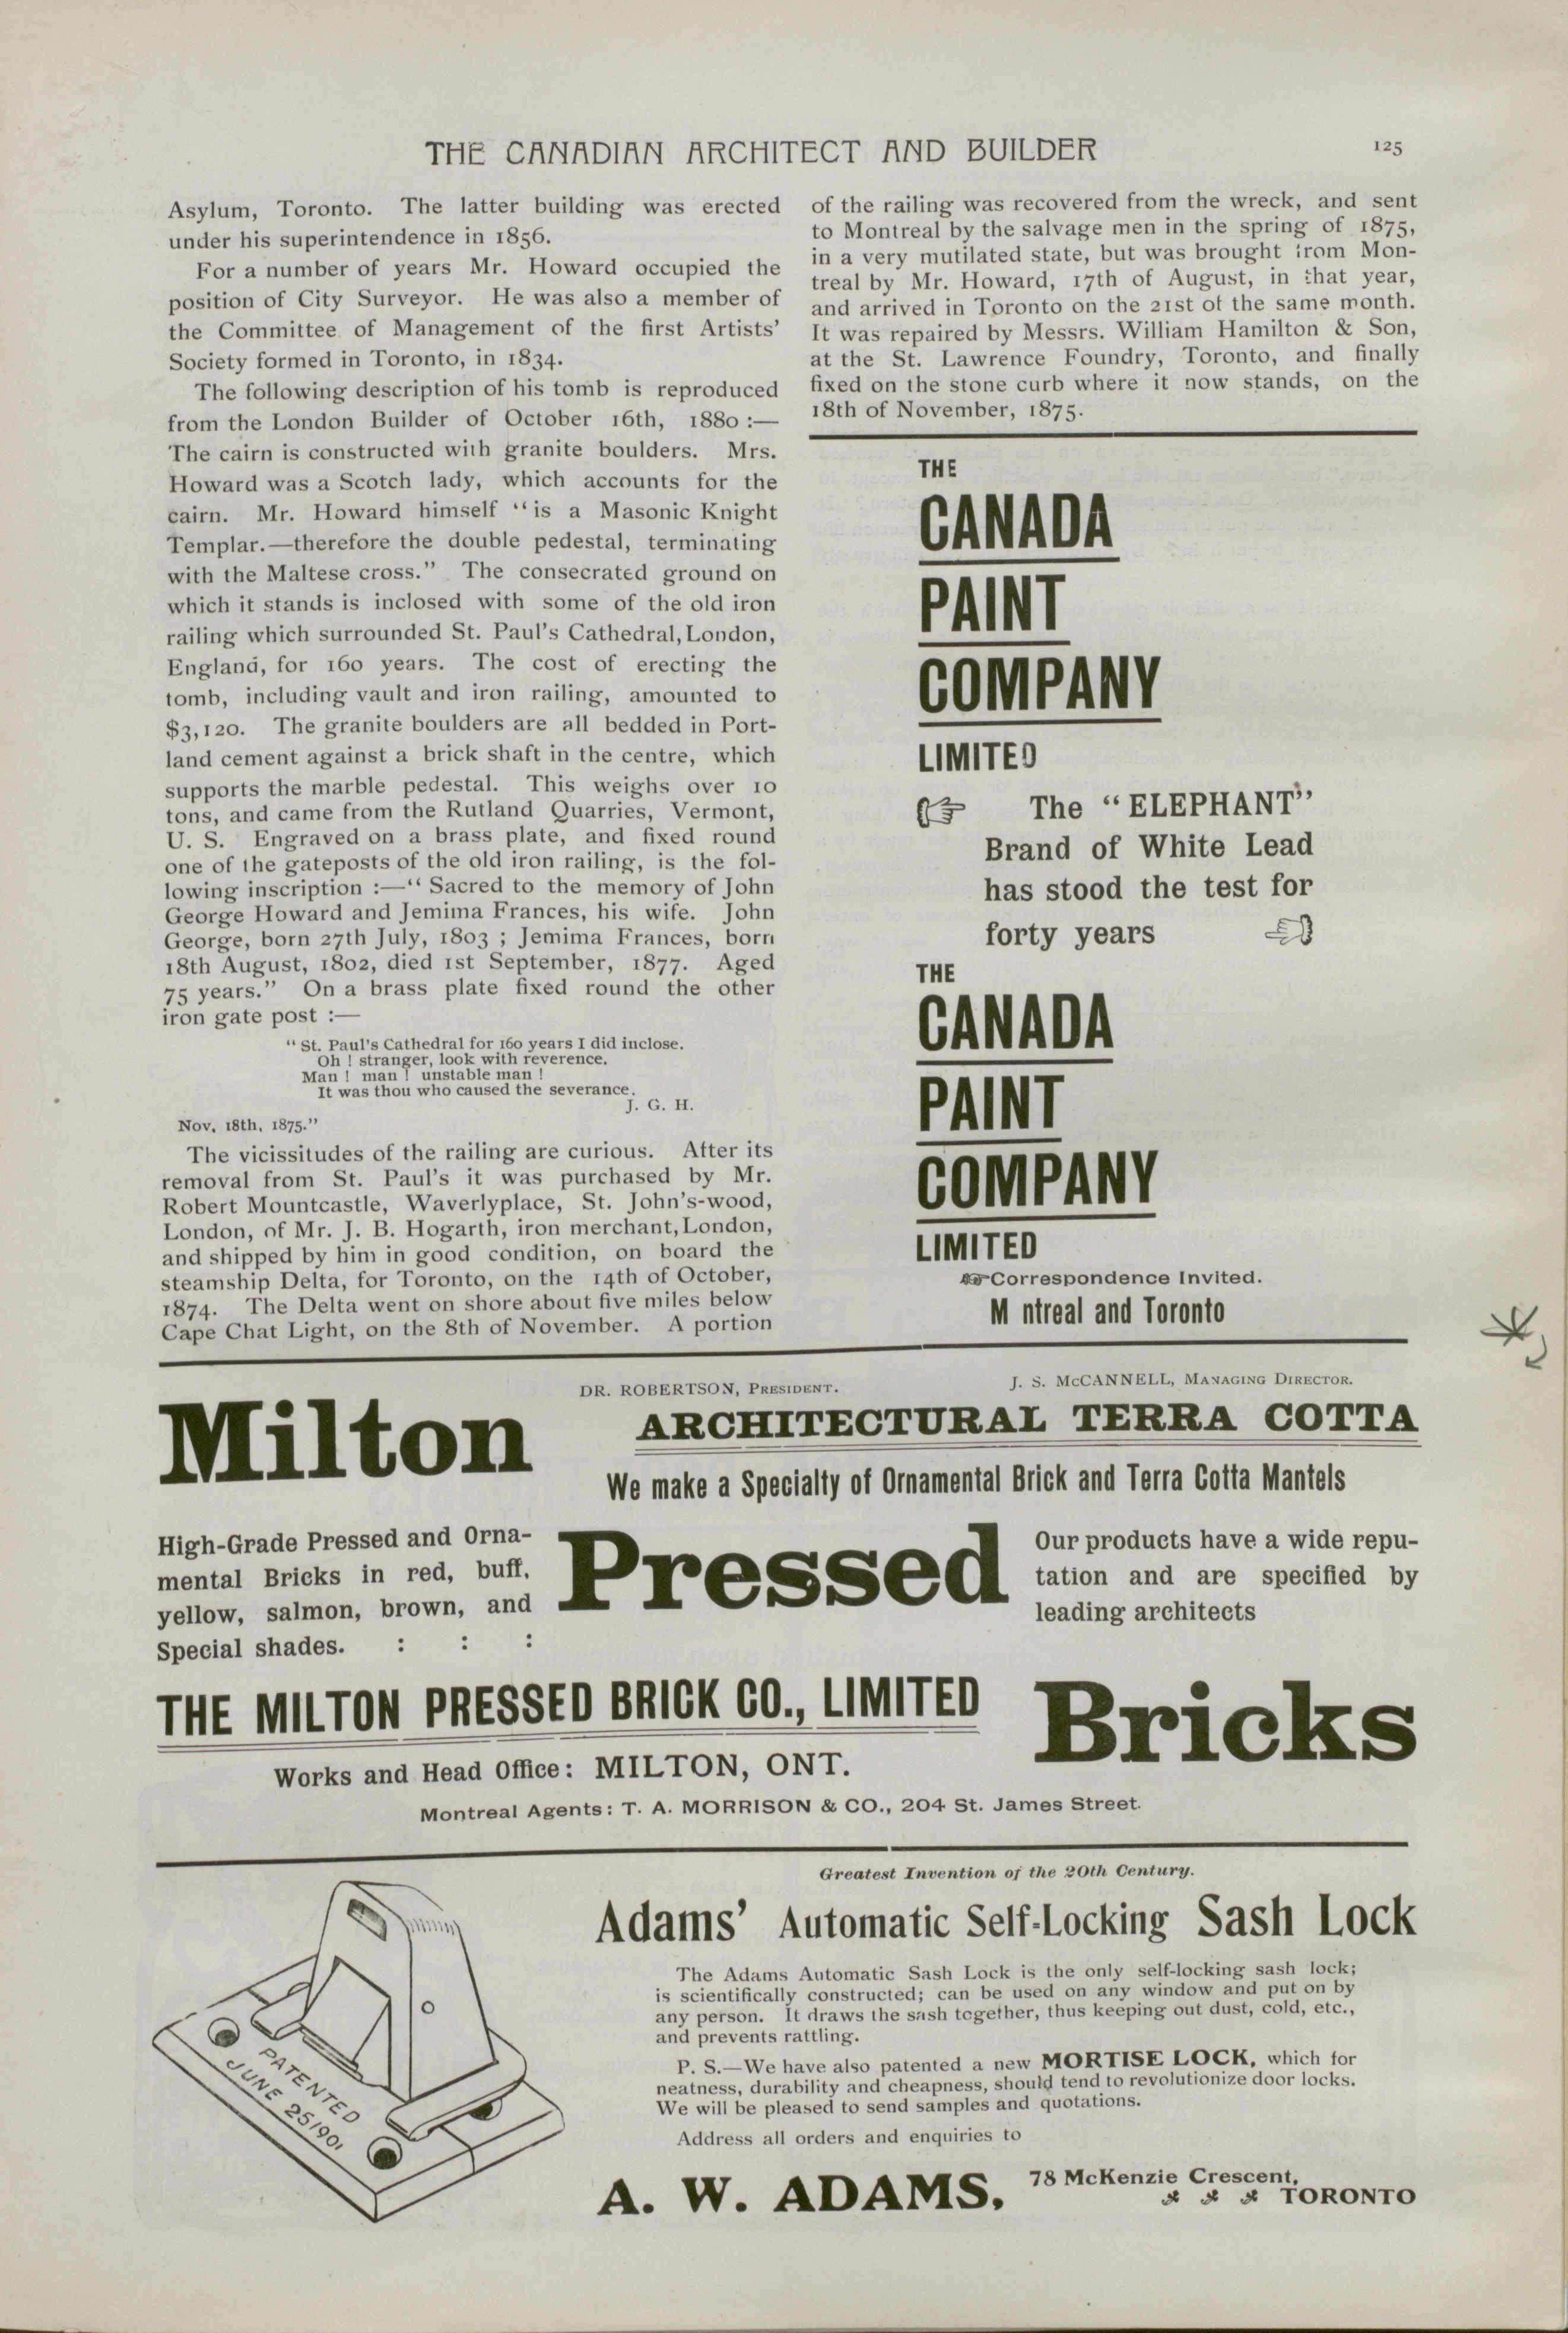 THE CANADIAN ARCHITECT AND BUILDER
125
Asylum, Toronto. The latter building was erected
under his superintendence in 1856.
For a number of years Mr. Howard occupied the
position of City Surveyor. He was also a member of
the Committee of Management of the first Artists'
Society formed in Toronto, in 1834.
The following description of his tomb is reproduced
from the London Builder of October 16th, 1880 :—
The cairn is constructed with granite boulders. Mrs.
Howard was a Scotch lady, which accounts for the
cairn. Mr. Howard himself "is a Masonic Knight
Templar.—therefore the double pedestal, terminating
with the Maltese cross." The consecrated ground on
which it stands is inclosed with some of the old iron
railing which surrounded St. Paul's Cathedral, London,
England, for 160 years. The cost of erecting the
tomb, including vault and iron railing, amounted to
$3,120. The granite boulders are all bedded in Port-
land cement against a brick shaft in the centre, which
supports the marble pedestal. This weighs over 10
tons, and came from the Rutland Quarries, Vermont,
U. S. Engraved on a brass plate, and fixed round
one of the gateposts of the old iron railing, is the fol-
lowing inscription :—" Sacred to the memory of John
George Howard and Jemima Frances, his wife. John
George, born 27th July, 1803 ; Jemima Frances, born
18th August, 1802, died 1st September, 1877. Aged
75 years." On a brass plate fixed round the other
iron gate post :—
" St. Paul's Cathedral for 160 years I did inclose.
Oh ! stranger, look with reverence.
Man ! man ! unstable man !
It was thou who caused the severance.
J. G. H.
Nov. 18th, 1875."
The vicissitudes of the railing are curious. After its
removal from St. Paul's it was purchased by Mr.
Robert Mountcastle, Waverlyplace, St. John's-wood,
London, of Mr. J. B. Hogarth, iron merchant, London,
and shipped by him in good condition, on board the
steamship Delta, for Toronto, on the 14th of October,
1874. The Delta went on shore about five miles below
Cape Chat Light, on the 8th of November. A portion
of the railing was recovered from the wreck, and sent
to Montreal by the salvage men in the spring of 1875,
in a very mutilated state, but was brought from Mon-
treal by Mr. Howard, 17th of August, in that year,
and arrived in Toronto on the 21st of the same month.
It was repaired by Messrs. William Hamilton & Son,
at the St. Lawrence Foundry, Toronto, and finally
fixed on the stone curb where it now stands, on the
18th of November, 1875.
THE
CANADA
PAINT
COMPANY
LIMITED
The "ELEPHANT"
Brand of White Lead
has stood the test for
forty years
THE
CANADA
PAINT
COMPANY
LIMITED
Correspondence Invited.
M ntreal and Toronto
DR. ROBERTSON, PRESIDENT.
J. S. McCANNELL, MANAGING DIRECTOR.
Milton
ARCHITECTURAL TERRA COTTA
We make a Specialty of Ornamental Brick and Terra Cotta Mantels
High-Grade Pressed and Orna-
mental Bricks in red, buff,
yellow, salmon, brown, and
Special shades. : : :
Pressed
Our products have a wide repu-
tation and are specified by
leading architects
THE MILTON PRESSED BRICK CO., LIMITED
Bricks
Works and Head Office: MILTON, ONT.
Montreal Agents: T. A. MORRISON & CO., 204 St. James Street.
Greatest Invention of the 20th Century.
Adams' Automatic Self-Locking Sash Lock
The Adams Automatic Sash Lock is the only self-locking sash lock;
is scientifically constructed; can be used on any window and put on by
any person. It draws the sash together, thus keeping out dust, cold, etc.,
and prevents rattling.
P. S.—We have also patented a new MORTISE LOCK, which for
neatness, durability and cheapness, should tend to revolutionize door locks.
We will be pleased to send samples and quotations.
Address all orders and enquiries to
A. W. ADAMS, 78 McKenzie Crescent,
TORONTO
PATENTED
JUNE 25 1901